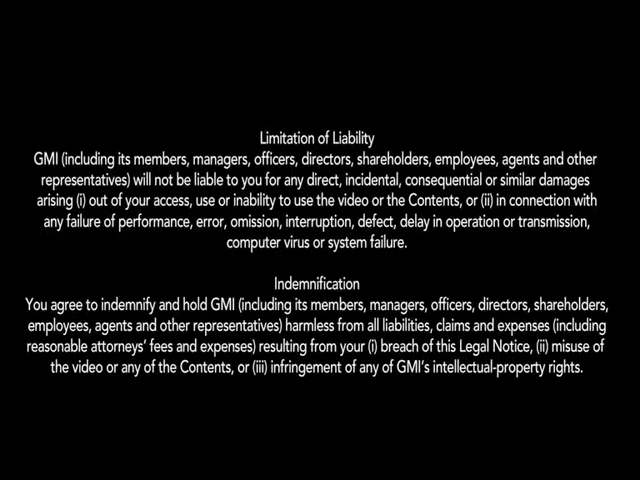 Limitation of Liability
GMI (including its members, managers, officers, directors, shareholders, employees, agents and other
representatives) will not be liable to you for any direct, incidental, consequential or similar damages
arising (i) out of your access, use or inability to use the video or the Contents, or (ii) in connection with
any failure of performance, error, omission, interruption, defect, delay in operation or transmission,
computer virus or system failure.
Indemnification
You agree to indemnify and hold GMI (including its members, managers, officers, directors, shareholders,
employees, agents and other representatives) harmless from all liabilities, claims and expenses (including
reasonable attorneys’ fees and expenses) resulting from your (i) breach of this Legal Notice, (ii) misuse of
the video or any of the Contents, or (iii) infringement of any of GMI’s intellectual-property rights.